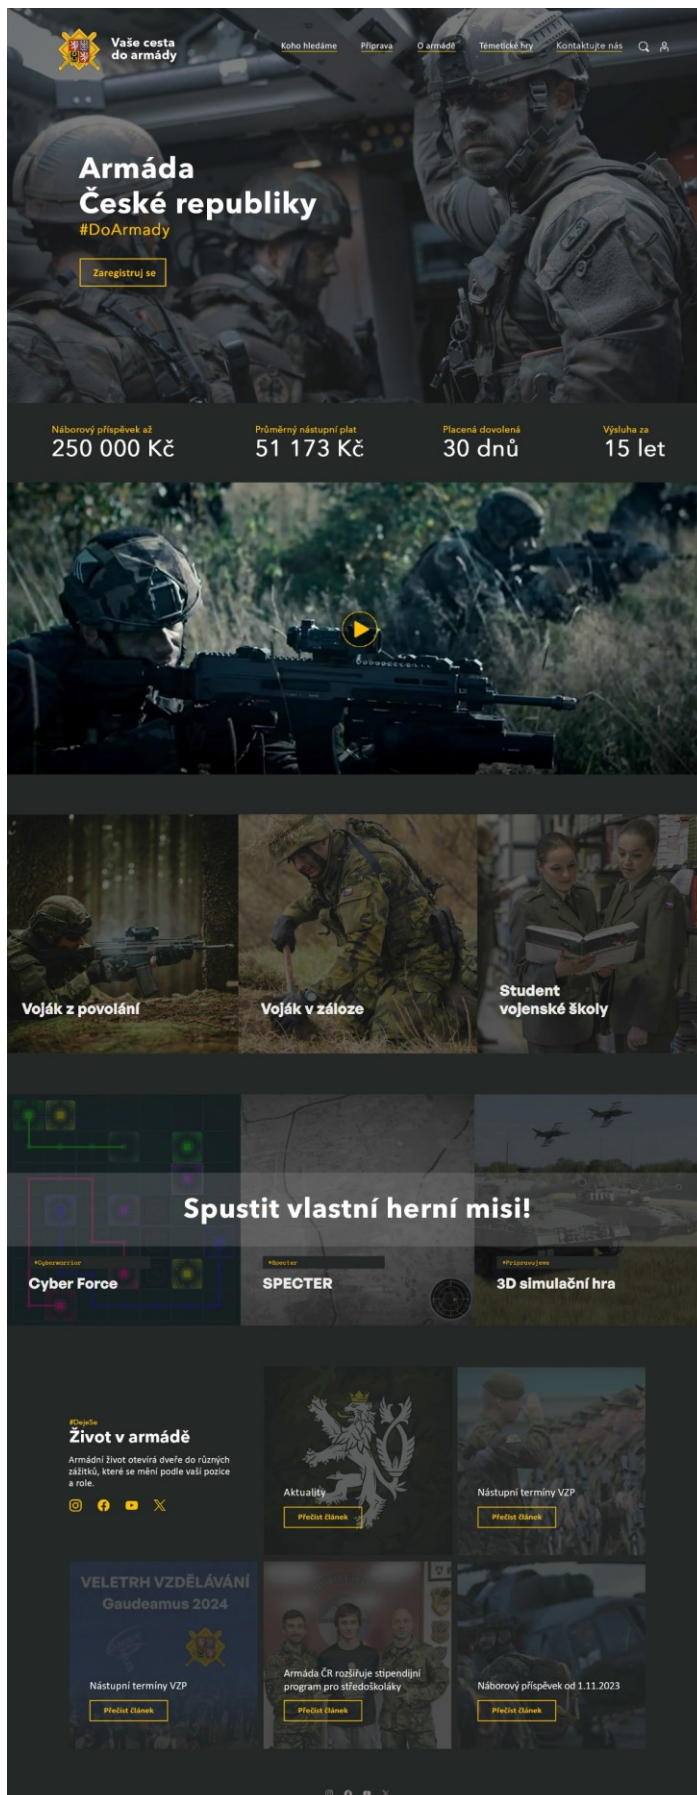 Vaše cesta
do armády
Koho hledáme
Příprava
O armádě
Témetické hry
Kontaktujte nás
Armáda
České republiky
#DoArmady
Zaregistruj se
Náborový příspěvek až
250 000 Kč
Průměrný nástupní plat
51 173 Kč
Placená dovolená
30 dnů
Výsluha za
15 let
Voják z povolání
Voják v záloze
Student
vojenské školy
Spustit vlastní herní misi!
#Cyberwarrior
Cyber Force
#Specter
SPECTER
#Pripravujeme
3D simulační hra
#DejeSe
Život v armádě
Armádní život otevírá dveře do různých
zážitků, které se mění podle vaší pozice
a role.
Aktuality
Přečíst článek
Nástupní termíny VZP
Přečíst článek
VELETRH VZDĚLÁVÁNÍ
Gaudeamus 2024
Nástupní termíny VZP
Přečíst článek
Armáda ČR rozšiřuje stipendijní
program pro středoškoláky
Přečíst článek
Náborový příspěvek od 1.11.2023
Přečíst článek